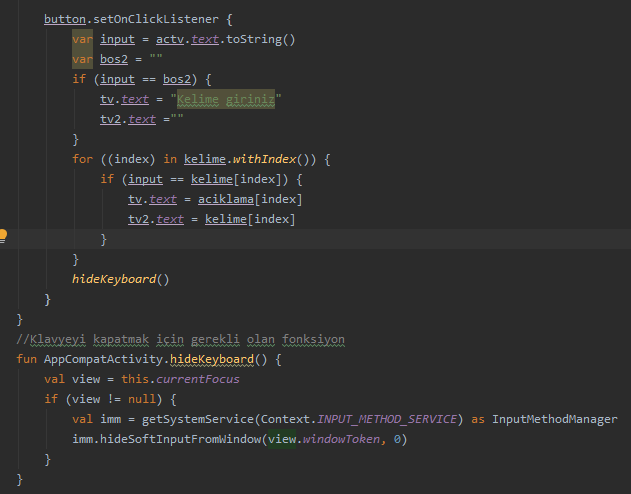 button.setOnClickListener {
var input = actv.text.toString()
var bos2 = ""
if (input == bos2) {
tv.text = "Kelime giriniz"
tv2.text =""
}
for ((index) in kelime.withIndex()) {
if (input == kelime[index]) {
tv.text = aciklama[index]
tv2.text = kelime[index]
}
}
hideKeyboard()
}
}
//Klavyeyi kapatmak için gerekli olan fonksiyon
fun AppCompatActivity.hideKeyboard() {
val view = this.currentFocus
if (view != null) {
val imm = getSystemService(Context.INPUT_METHOD_SERVICE) as InputMethodManager
imm.hideSoftInputFromWindow(view.windowToken, 0)
}
}